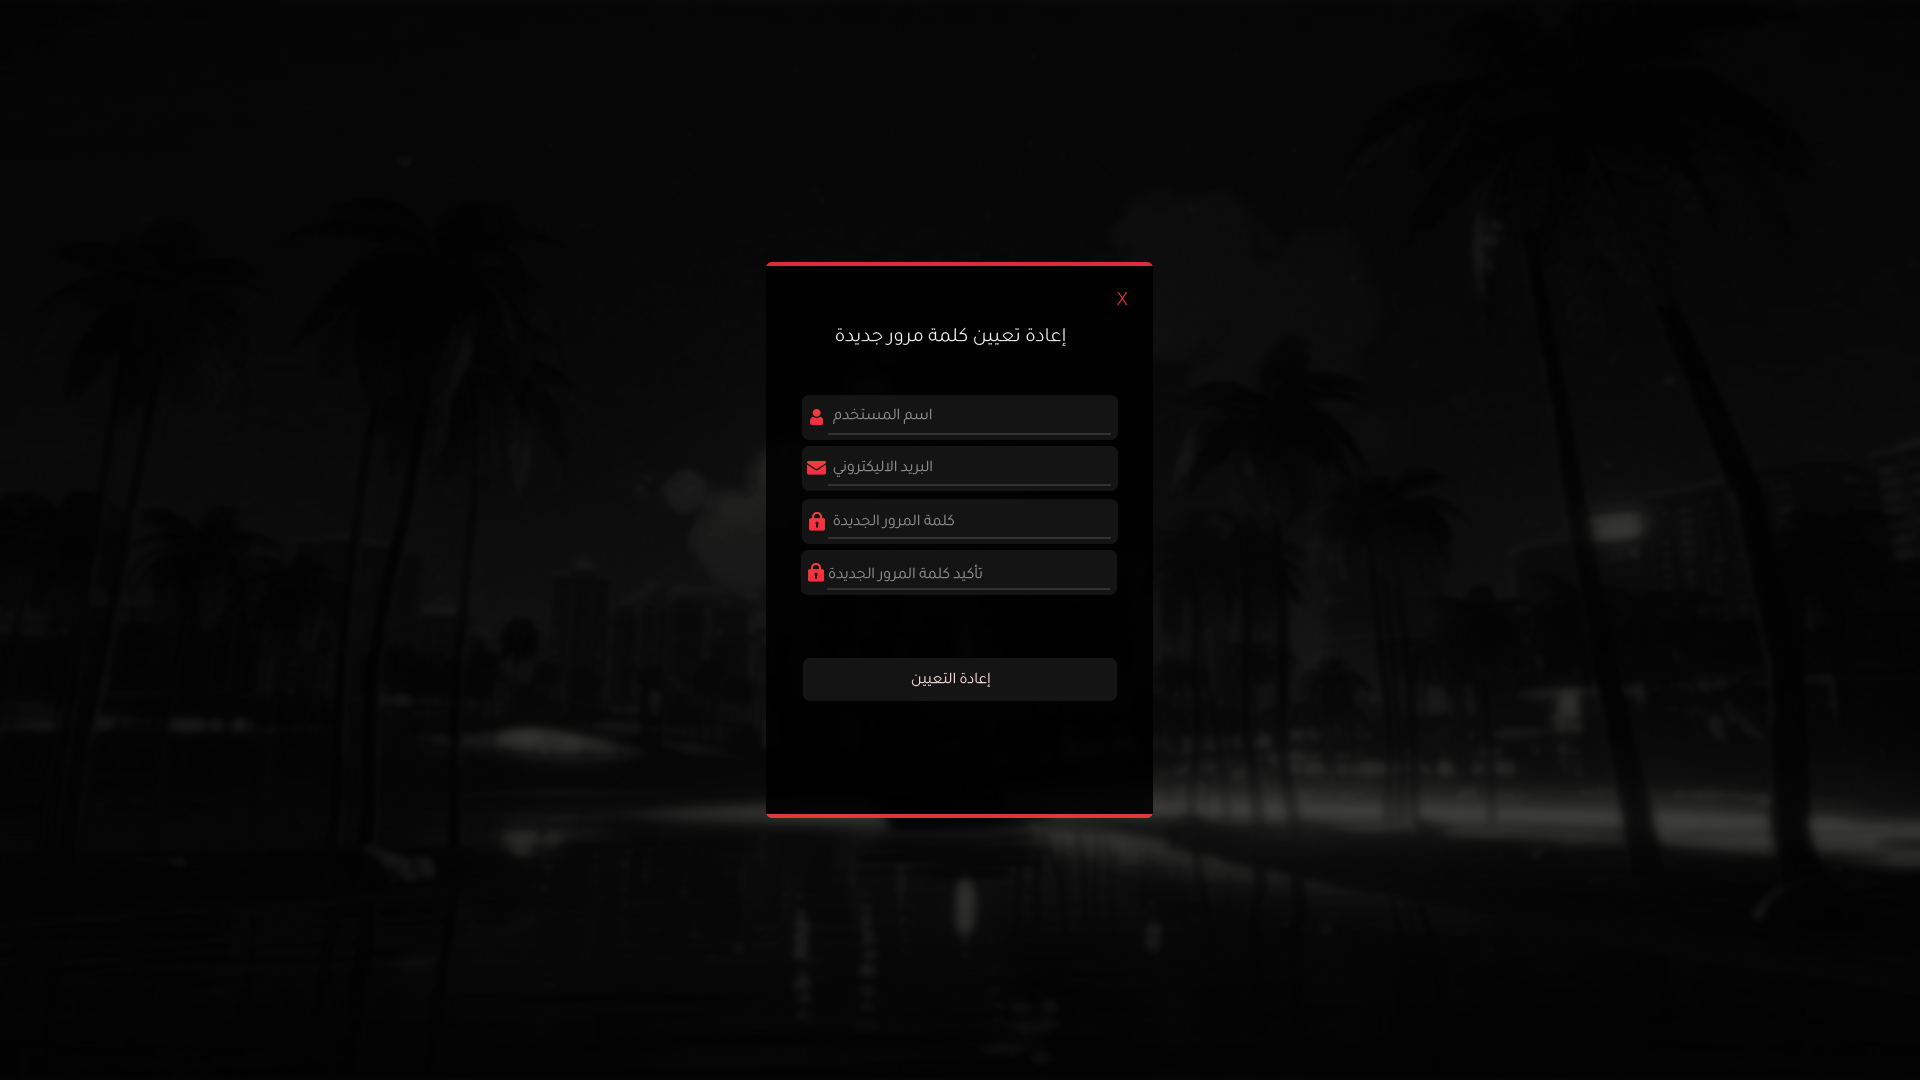 X
إعادة تعيين كلمة مرور جديدة
اسم المستخدم
البريد الاليكتروني
كلمة المرور الجديدة
تأكيد كلمة المرور الجديدة
إعادة التعيين